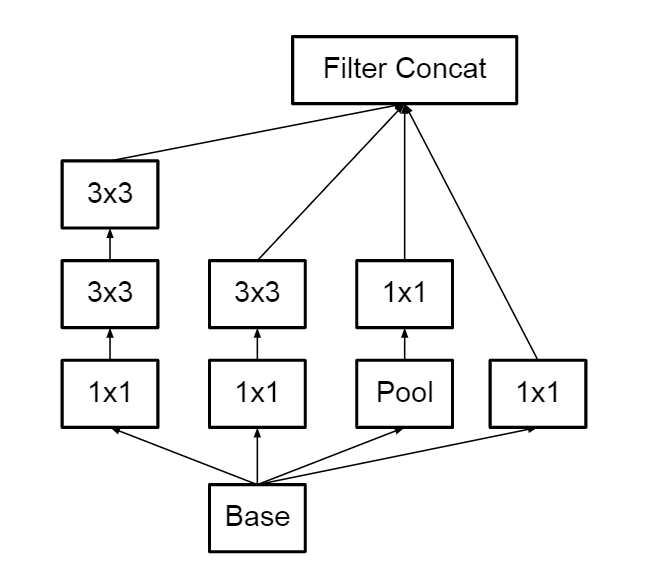 Filter Concat
3x3
3x3
3x3
1x1
1x1
1x1
Pool
1x1
Base